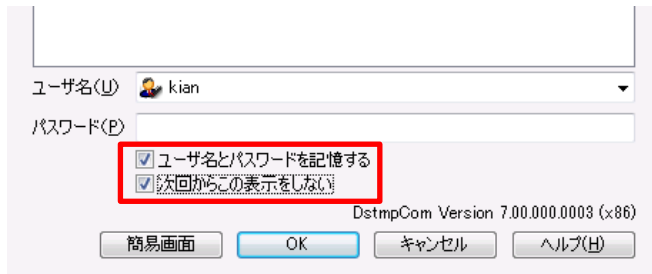 ユーザ名(U) kian
パスワード(P)
ユーザ名とパスワードを記憶する
次回からこの表示をしない
DstmpCom Version 7.00.000.0003 (x86)
簡易画面 OK キャンセル ヘルプ(H)